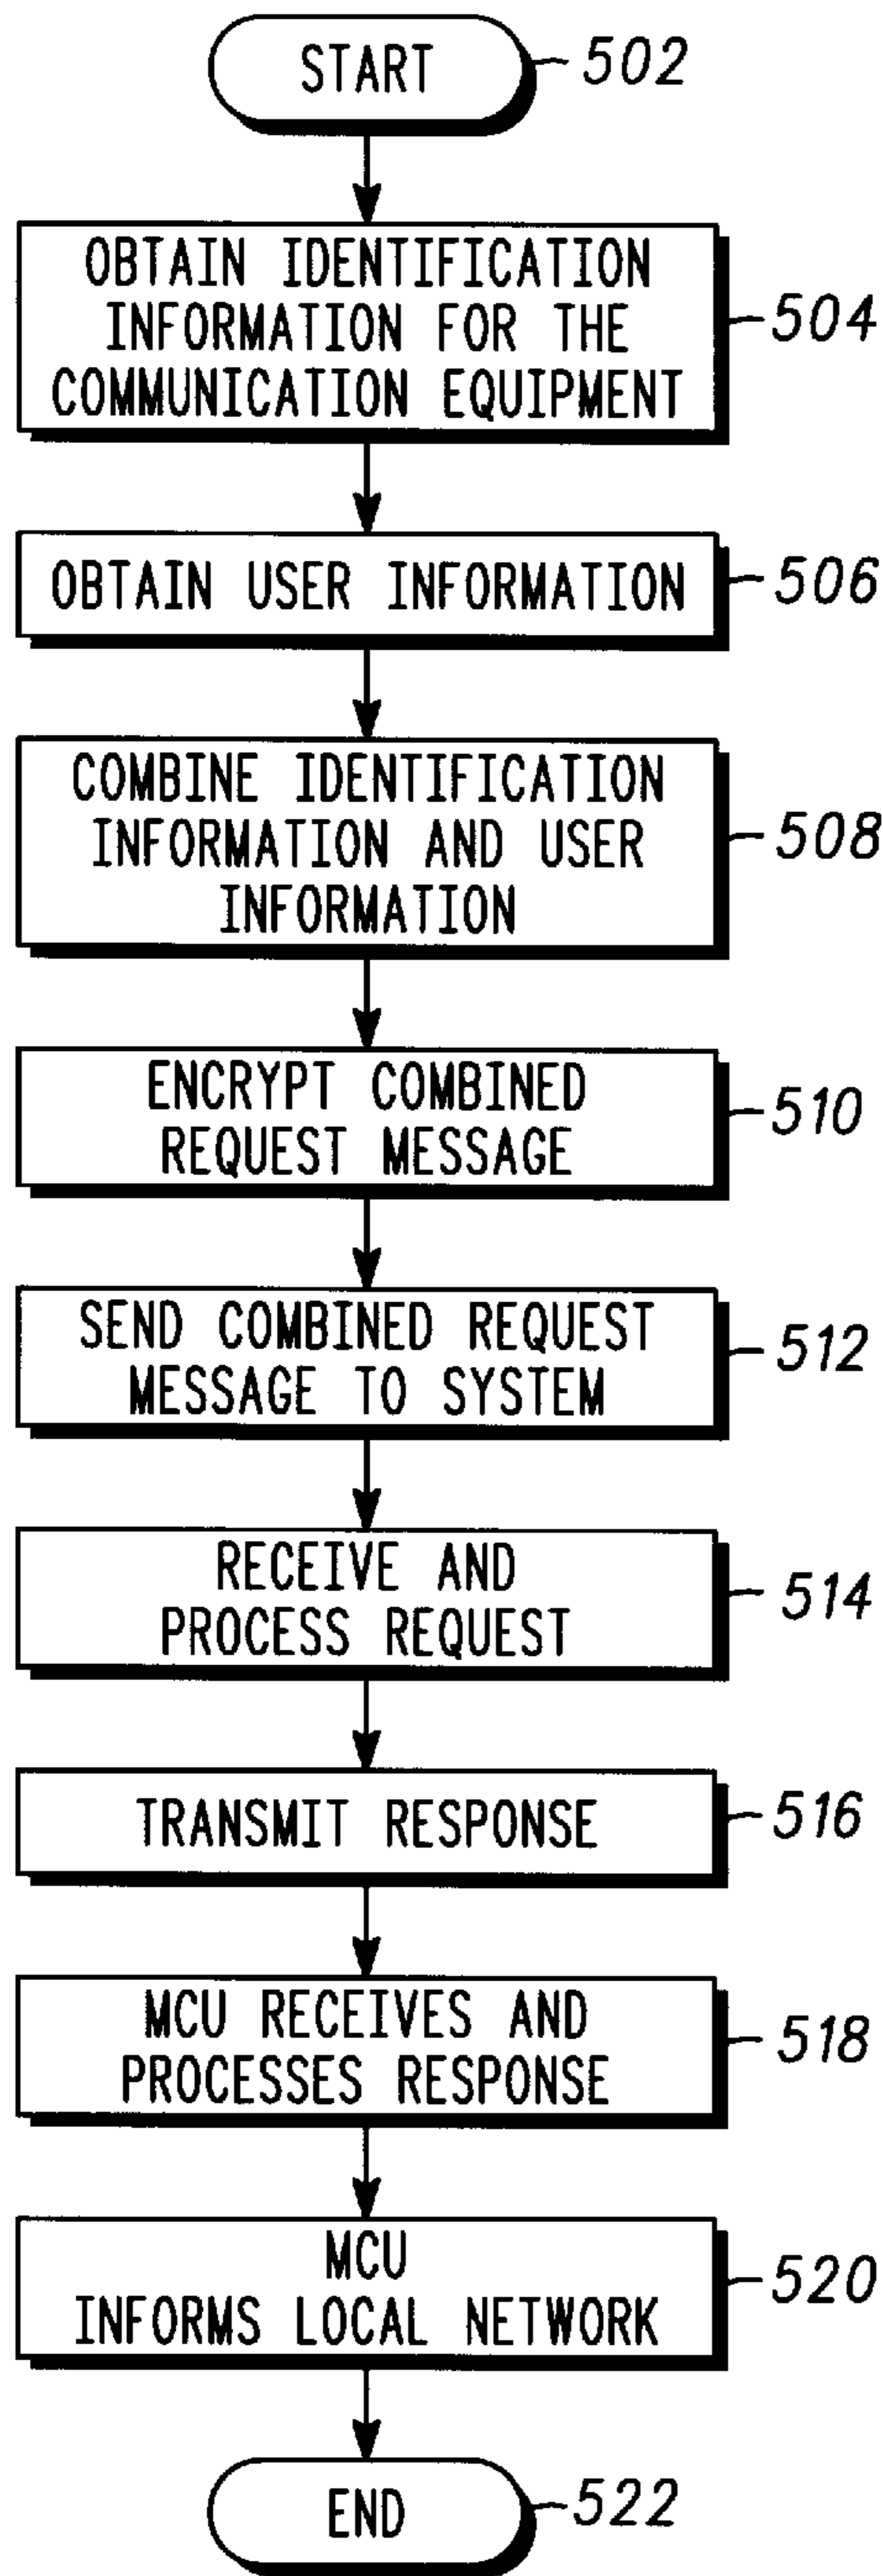 START 502
OBTAIN IDENTIFICATION
INFORMATION FOR THE
COMMUNICATION EQUIPMENT
504
OBTAIN USER INFORMATION 506
COMBINE IDENTIFICATION
INFORMATION AND USER
INFORMATION
508
ENCRYPT COMBINED
REQUEST MESSAGE
510
SEND COMBINED REQUEST
MESSAGE TO SYSTEM
512
RECEIVE AND
PROCESS REQUEST
514
TRANSMIT RESPONSE 516
MCU RECEIVES AND
PROCESSES RESPONSE
518
MCU
INFORMS LOCAL NETWORK
520
END 522